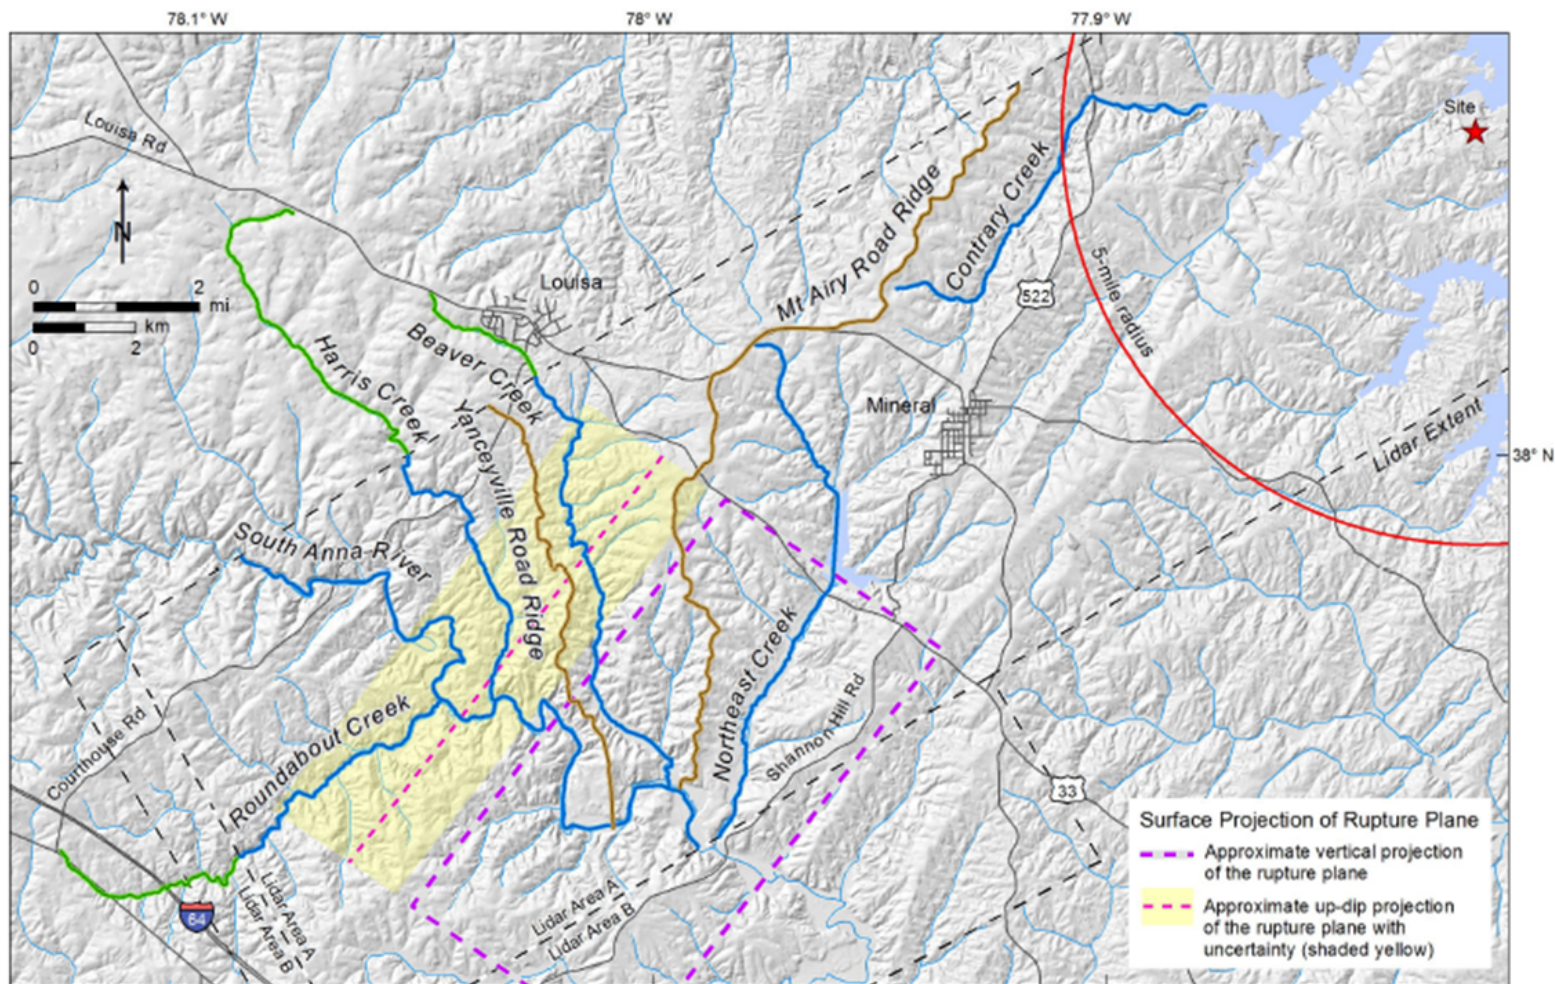 78.1° W
78° W
77.9° W
Louisa Rd
Site
N
0 2
mi
km
0 2
Louisa
Mt Airy Road Ridge
Contrary Creek
522
5-mile radius
Harris Creek
Beaver Creek
Yanceyville Road Ridge
Mineral
38° N
Lidar Extent
South Anna River
Northeast Creek
Roundabout Creek
Courthouse Rd
Shannon Hill Rd
33
64
Lidar Area A
Lidar Area B
Lidar Area A
Lidar Area B
Surface Projection of Rupture Plane
Approximate vertical projection
of the rupture plane
Approximate up-dip projection
of the rupture plane with
uncertainty (shaded yellow)